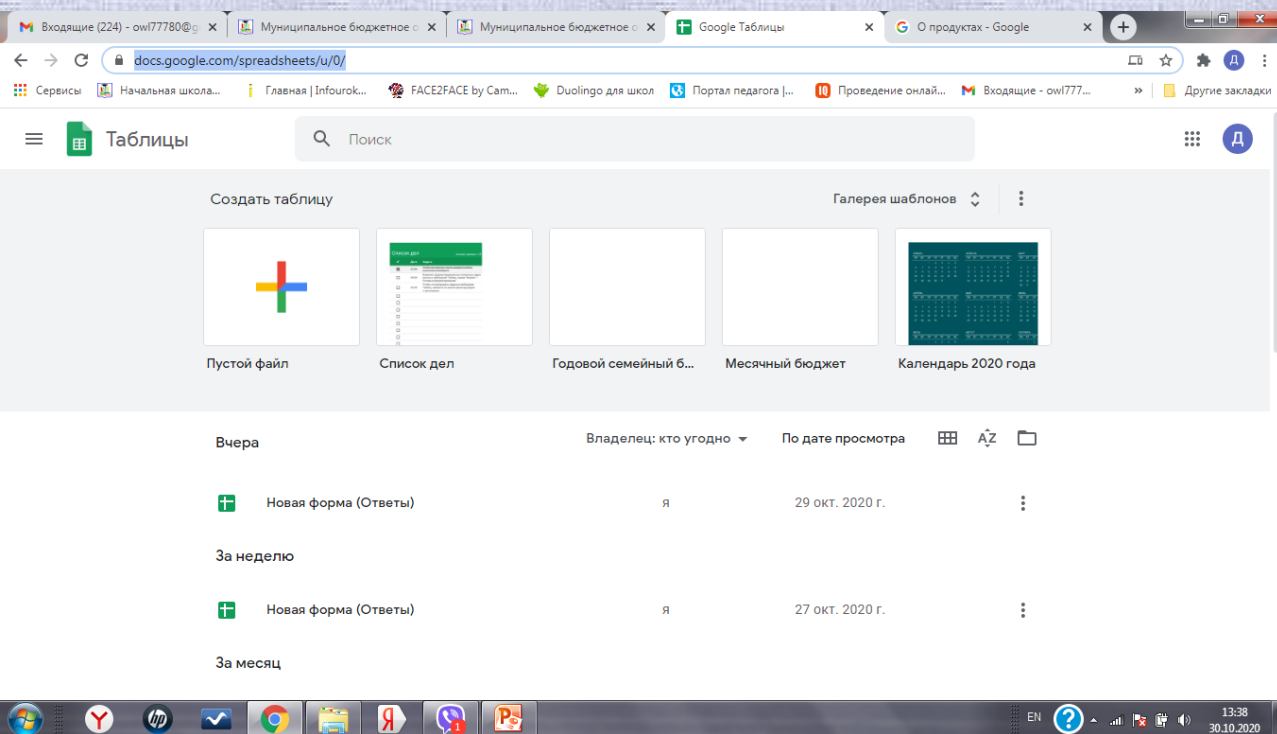 Входящие (224) - owl77780@g
Муниципальное бюджетное о
Муниципальное бюджетное о
Google Таблицы
О продуктах - Google
docs.google.com/spreadsheets/u/0/
Д
Сервисы
Начальная школа...
Главная | Infourok...
FACE2FACE by Cam...
Duolingo для школ
Портал педагога |...
Проведение онлай...
Входящие - owl777...
»
Другие закладки
Таблицы
Поиск
Д
Создать таблицу
Галерея шаблонов
Пустой файл
Список дел
Годовой семейный б...
Месячный бюджет
Календарь 2020 года
Вчера
Владелец: кто угодно
По дате просмотра
AZ
Новая форма (Ответы)
я
29 окт. 2020 г.
За неделю
Новая форма (Ответы)
я
27 окт. 2020 г.
За месяц
EN
13:38
30.10.2020